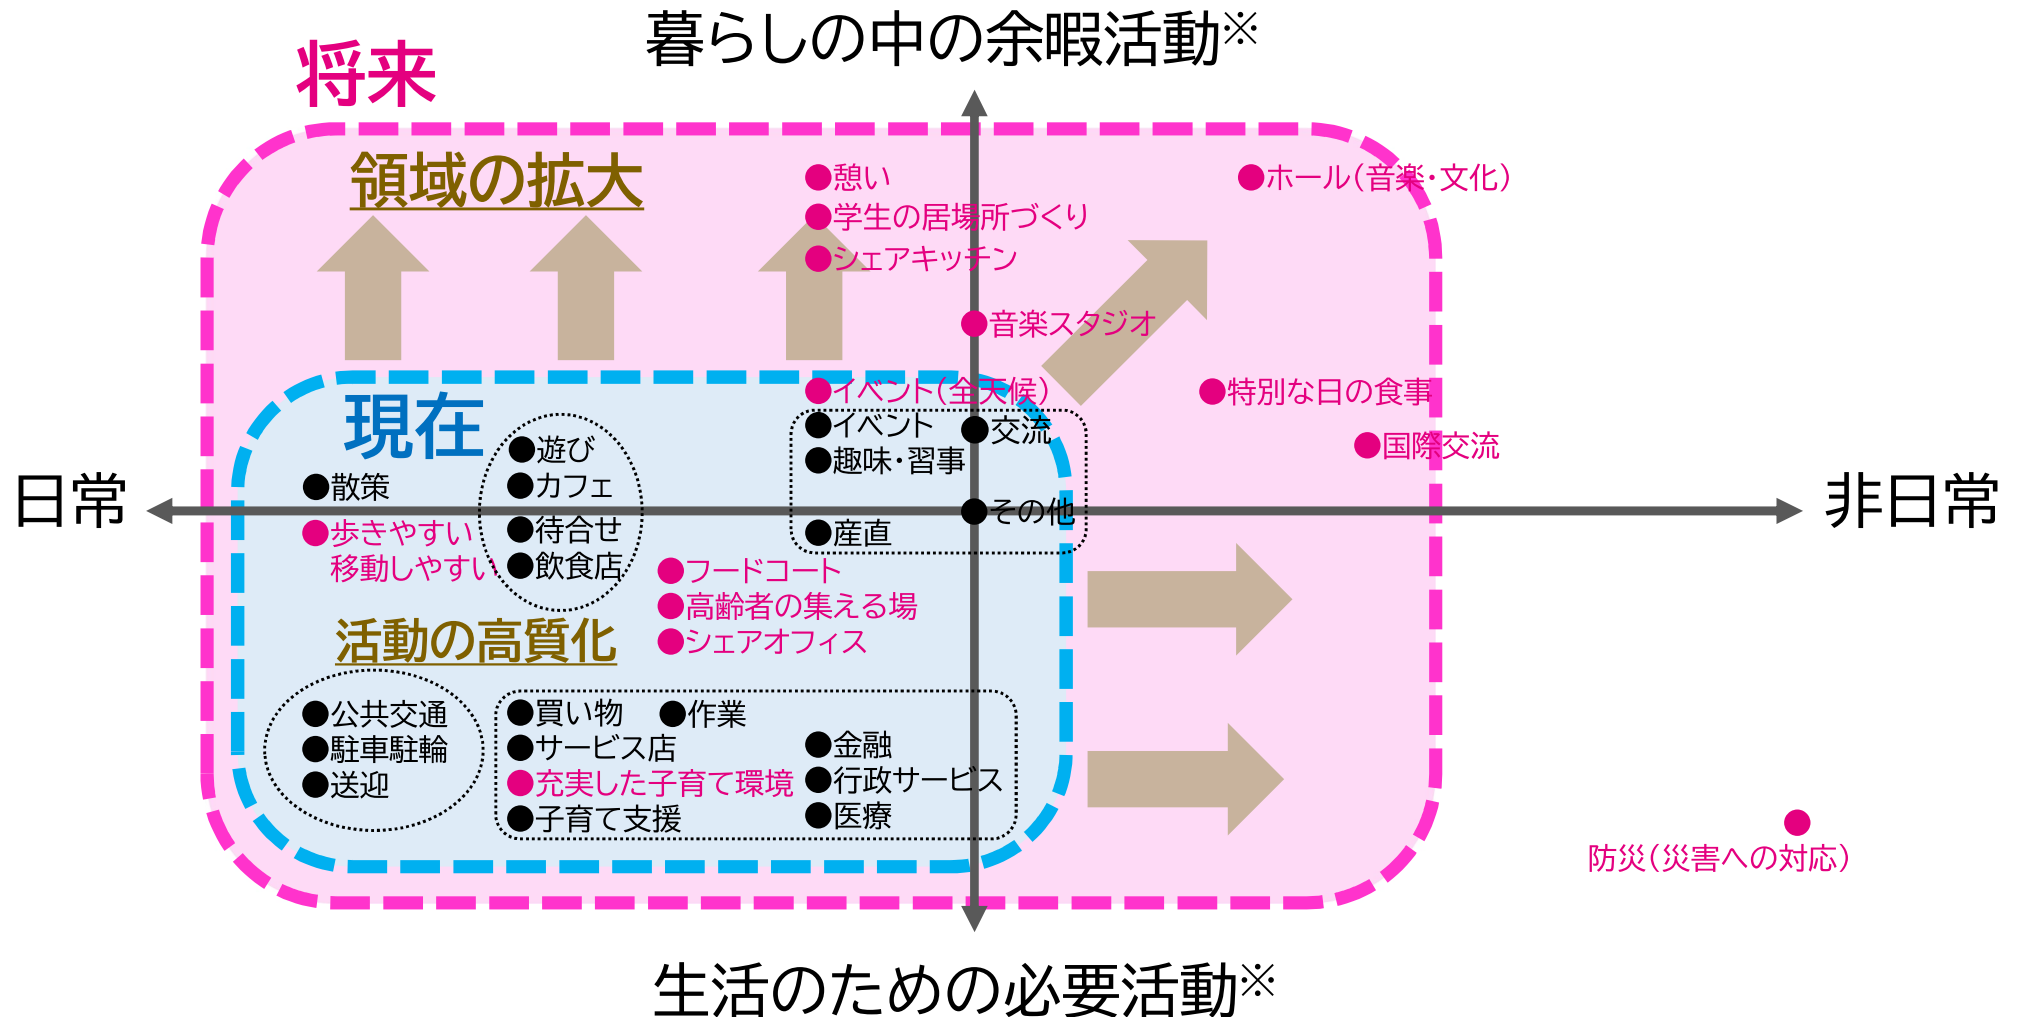 暮らしの中の余暇活動※
将来
領域の拡大
●憩い
●学生の居場所づくり
●シェアキッチン
●ホール(音楽・文化)
●音楽スタジオ
現在
●イベント(全天候)
●イベント
●趣味・習事
●交流
●特別な日の食事
●国際交流
●遊び
●カフェ
●待合せ
●飲食店
●散策
●歩きやすい
移動しやすい
日常
非日常
●その他
●産直
●フードコート
●高齢者の集える場
●シェアオフィス
活動の高質化
●公共交通
●駐車駐輪
●送迎
●買い物
●作業
●サービス店
●充実した子育て環境
●子育て支援
●金融
●行政サービス
●医療
●
防災(災害への対応)
生活のための必要活動※